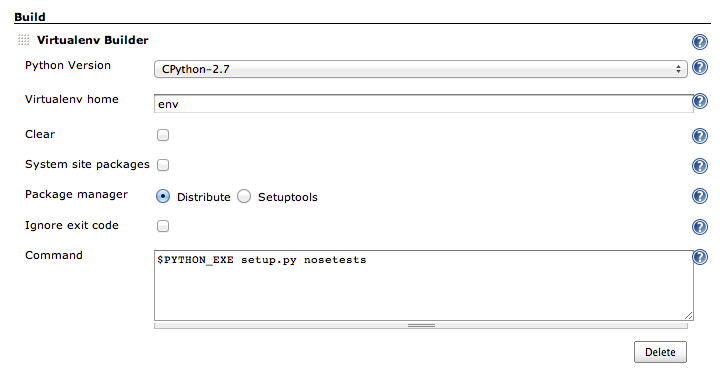 Build
Virtualenv Builder
Python Version CPython-2.7
Virtualenv home env
Clear
System site packages
Package manager Distribute Setuptools
Ignore exit code
Command $PYTHON_EXE setup.py nosetests
Delete